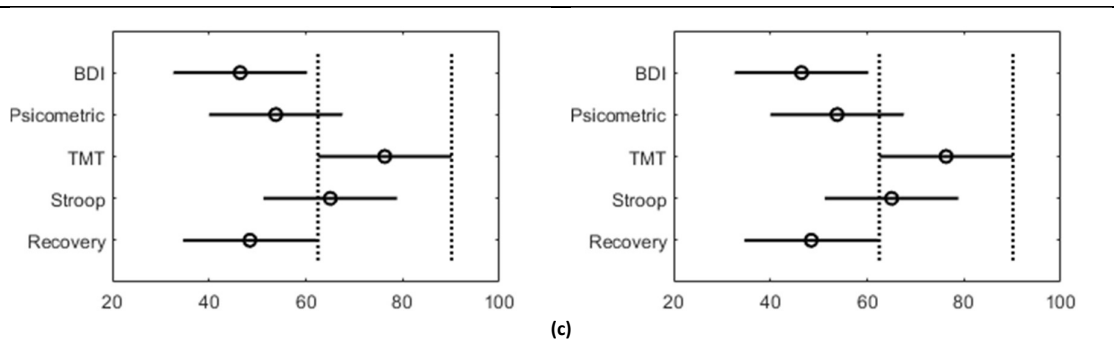 BDI
Psicometric
TMT
Stroop
Recovery
20 40 60 80 100
BDI
Psicometric
TMT
Stroop
Recovery
20 40 60 80 100
(c)